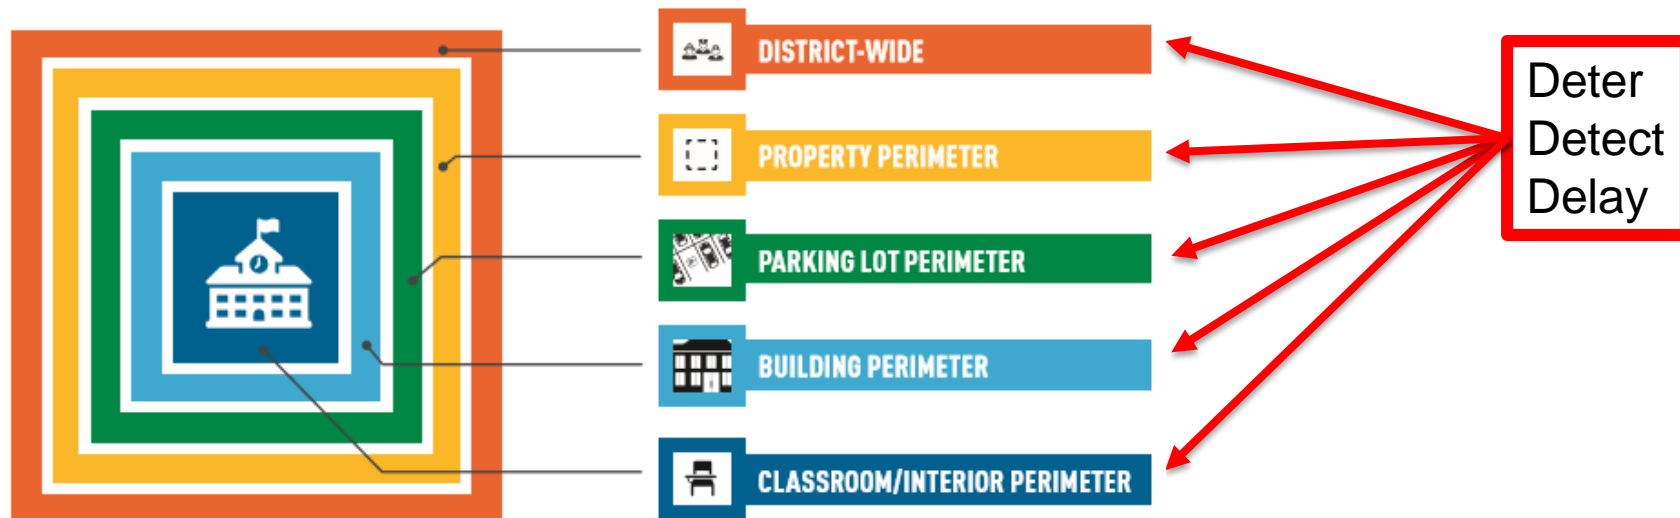 DISTRICT-WIDE
PROPERTY PERIMETER
PARKING LOT PERIMETER
BUILDING PERIMETER
CLASSROOM/INTERIOR PERIMETER
Deter
Detect
Delay